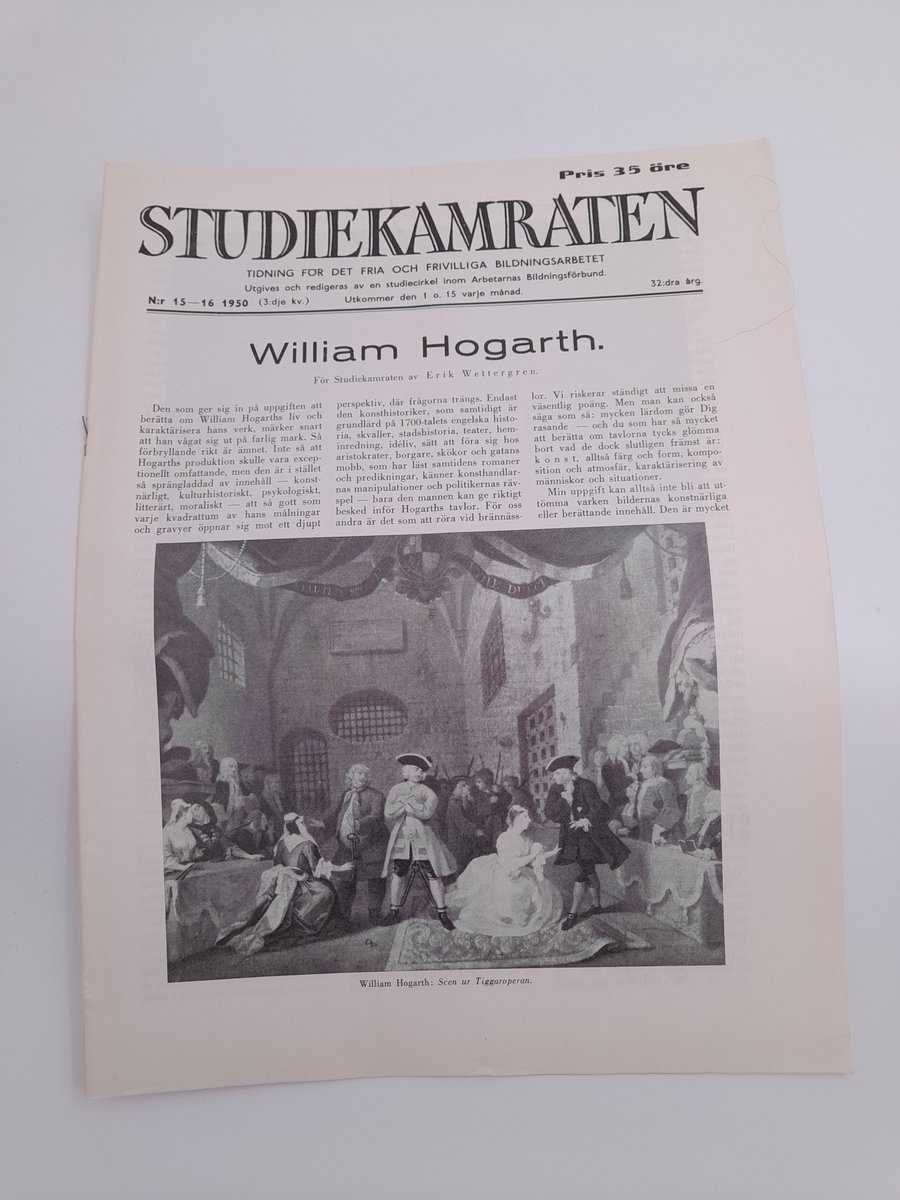 Pris 35 öre
STUDIEKAMRATEN
TIDNING FÖR DET FRIA OCH FRIVILLIGA BILDNINGSARBETET
Utgives och redigeras av en studiecirkel inom Arbetarnas Bildningsförbund.
N:r 15—16 1950 (3:dje kv.) Utkommer den 1 o. 15 varje månad. 32:dra årg.
William Hogarth.
För Studiekamraten av Erik Wettergren.
Den som ger sig in på uppgiften att
berätta om William Hogarths liv och
karaktärisera hans verk, märker snart
att han vågat sig ut på farlig mark. Så
förbryllande rikt är ämnet. Inte så att
Hogarths produktion skulle vara excep-
tionellt omfattande, men den är i stället
så sprängladdad av innehåll — konst-
närligt, kulturhistoriskt, psykologiskt,
litterärt, moraliskt — att så gott som
varje kvadrattum av hans målningar
och gravyer öppnar sig mot ett djupt
perspektiv, där frågorna trängs. Endast
den konsthistoriker, som samtidigt är
grundlärd på 1700-talets engelska histo-
ria, skvaller, stadshistoria, teater, hem-
inredning, idéliv, sätt att föra sig hos
aristokrater, borgare, skökor och gatans
mobb, som har läst samtidens romaner
och predikningar, känner konsthandlar-
nas manipulationer och politikernas räv-
spel — bara den mannen kan ge riktigt
besked inför Hogarths tavlor. För oss
andra är det som att röra vid brännäss-
lor. Vi riskerar ständigt att missa en
väsentlig poäng. Men man kan också
säga som så: mycken lärdom gör Dig
rasande — och du som har så mycket
att berätta om tavlorna tycks glömma
bort vad de dock slutligen främst är:
konst, alltså färg och form, kompo-
sition och atmosfär, karaktärisering av
människor och situationer.
Min uppgift kan alltså inte bli att ut-
tömma varken bildernas konstnärliga
eller berättande innehåll. Den är mycket
William Hogarth: Scen ur Tiggaroperan.